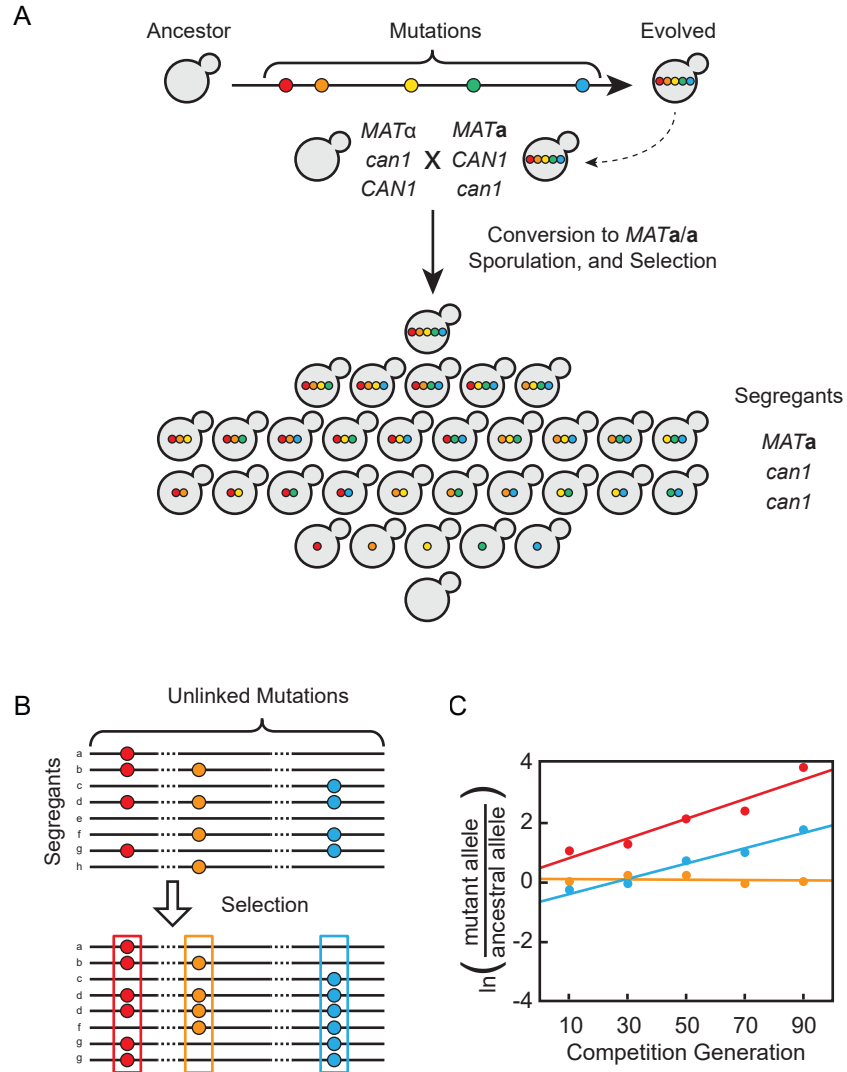 A
Ancestor
Mutations
Evolved
MATα
can1
CAN1
X
MATa
CAN1
can1
Conversion to MATa/a
Sporulation, and Selection
Segregants
MATa
can1
can1
B
Unlinked Mutations
Segregants
a
b
c
d
e
f
g
h
Selection
a
b
c
d
d
f
g
g
C
ln(mutant allele/ancestral allele)
4
2
0
-2
-4
10 30 50 70 90
Competition Generation